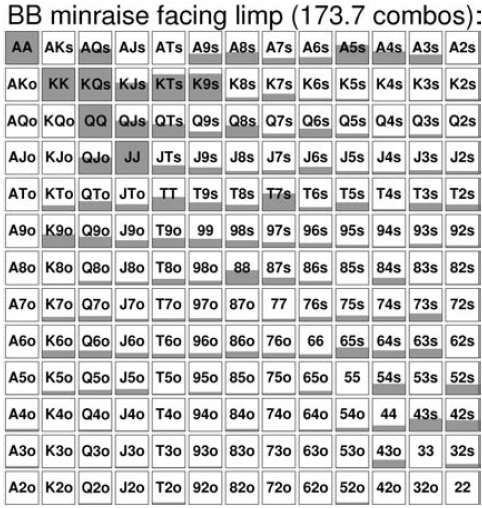 BB minraise facing limp (173.7 combos):
AA AKs AQs AJs ATs A9s A8s A7s A6s A5s A4s A3s A2s
AKo KK KQs KJs KTs K9s K8s K7s K6s K5s K4s K3s K2s
AQo KQo QQ QJs QTs Q9s Q8s Q7s Q6s Q5s Q4s Q3s Q2s
AJo KJo QJo JJ JTs J9s J8s J7s J6s J5s J4s J3s J2s
ATo KTo QTo JTo TT T9s T8s T7s T6s T5s T4s T3s T2s
A9o K9o Q9o J9o T9o 99 98s 97s 96s 95s 94s 93s 92s
A8o K8o Q8o J8o T8o 98o 88 87s 86s 85s 84s 83s 82s
A7o K7o Q7o J7o T7o 97o 87o 77 76s 75s 74s 73s 72s
A6o K6o Q6o J6o T6o 96o 86o 76o 66 65s 64s 63s 62s
A5o K5o Q5o J5o T5o 95o 85o 75o 65o 55 54s 53s 52s
A4o K4o Q4o J4o T4o 94o 84o 74o 64o 54o 44 43s 42s
A3o K3o Q3o J3o T3o 93o 83o 73o 63o 53o 43o 33 32s
A2o K2o Q2o J2o T2o 92o 82o 72o 62o 52o 42o 32o 22